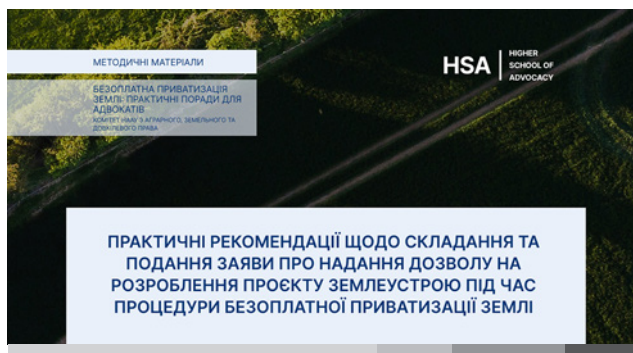 МЕТОДИЧНІ МАТЕРІАЛИ
HSA
HIGHER
SCHOOL OF
ADVOCACY
БЕЗОПЛАТНА ПРИВАТИЗАЦІЯ
ЗЕМЛІ: ПРАКТИЧНІ ПОРАДИ ДЛЯ
АДВОКАТІВ
КОМІТЕТ НААУ З АГРАРНОГО, ЗЕМЕЛЬНОГО ТА
ДОВКІЛЛЄВОГО ПРАВА
ПРАКТИЧНІ РЕКОМЕНДАЦІЇ ЩОДО СКЛАДАННЯ ТА
ПОДАННЯ ЗАЯВИ ПРО НАДАННЯ ДОЗВОЛУ НА
РОЗРОБЛЕННЯ ПРОЄКТУ ЗЕМЛЕУСТРОЮ ПІД ЧАС
ПРОЦЕДУРИ БЕЗОПЛАТНОЇ ПРИВАТИЗАЦІЇ ЗЕМЛІ